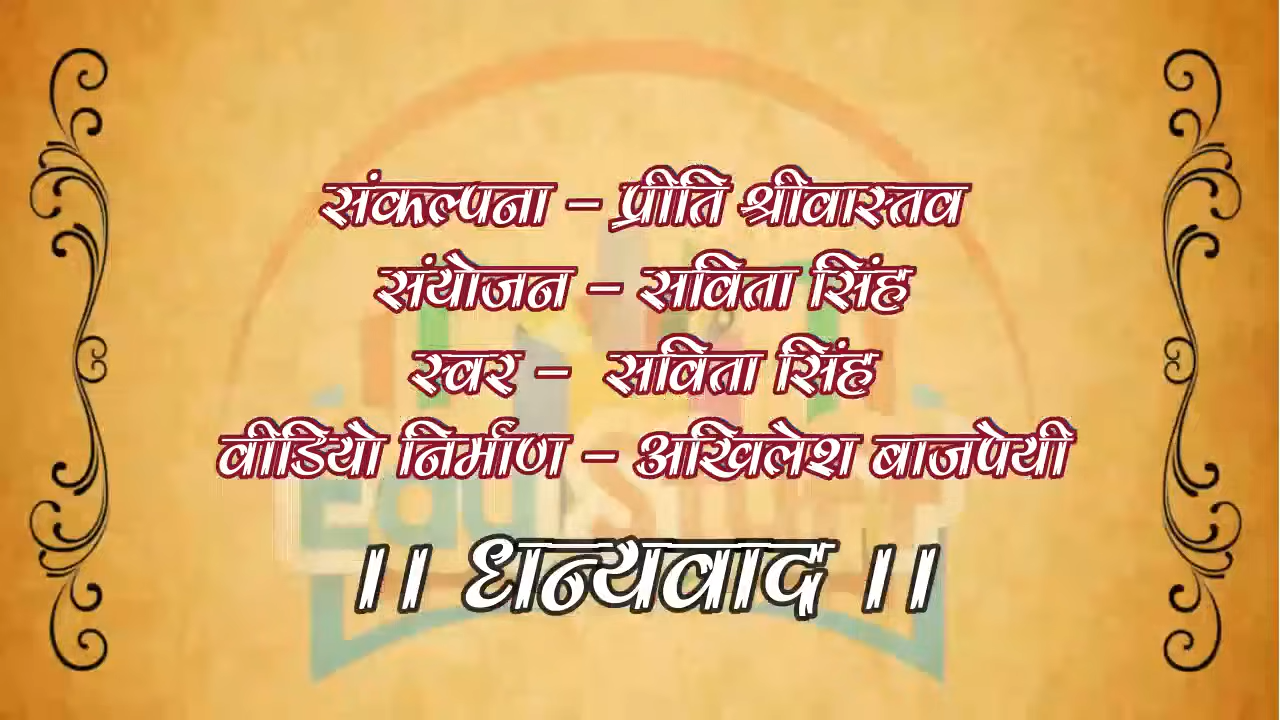 संकल्पना – प्रीति श्रीवास्तव
संयोजन – सविता सिंह
स्वर – सविता सिंह
वीडियो निर्माण – अखिलेश बाजपेयी
।। धन्यवाद ।।